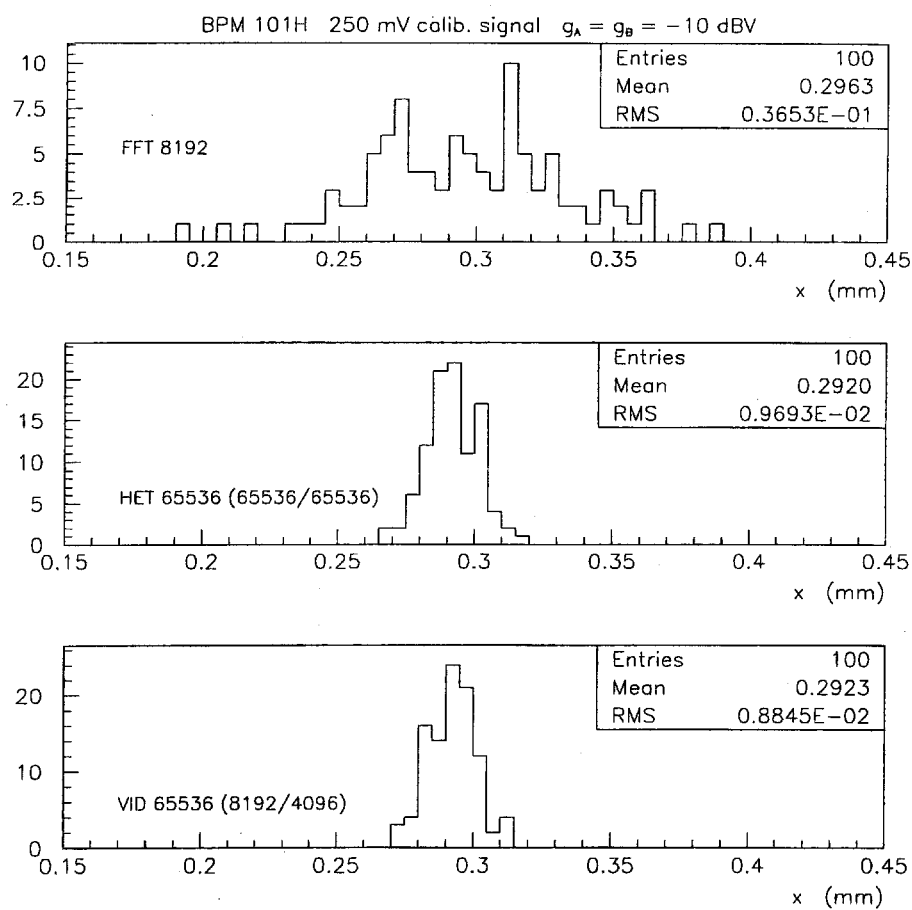 BPM 101H 250 mV calib. signal g_A = g_B = −10 dBV
Entries 100
Mean 0.2963
RMS 0.3653E−01
FFT 8192
10
7.5
5
2.5
0
0.15 0.2 0.25 0.3 0.35 0.4 0.45
x (mm)
Entries 100
Mean 0.2920
RMS 0.9693E−02
HET 65536 (65536/65536)
20
15
10
5
0
0.15 0.2 0.25 0.3 0.35 0.4 0.45
x (mm)
Entries 100
Mean 0.2923
RMS 0.8845E−02
VID 65536 (8192/4096)
20
10
0
0.15 0.2 0.25 0.3 0.35 0.4 0.45
x (mm)